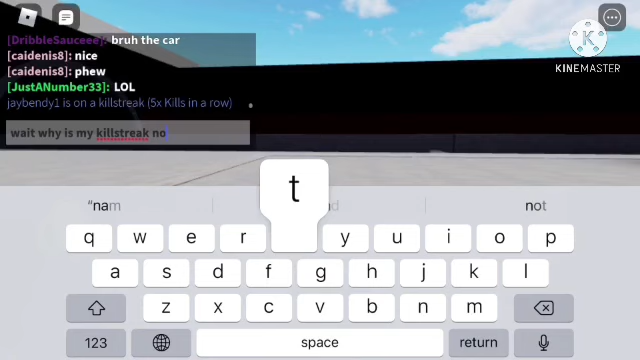 [DribbleSauceee]: bruh the car
[caidenis8]: nice
[caidenis8]: phew
[JustANumber33]: LOL
jaybendy1 is on a killstreak (5x Kills in a row)
wait why is my killstreak no
K
KINEMASTER
t
“nam
nd
not
q w e r y u i o p
a s d f g h j k l
z x c v b n m
123 space return